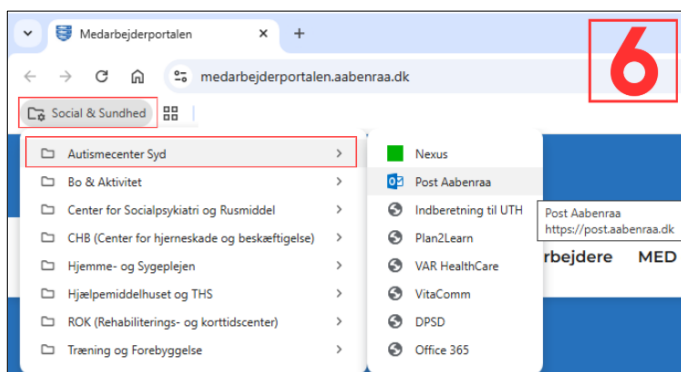 Medarbejderportalen
6
medarbejderportalen.aabenraa.dk
Social & Sundhed
Autismecenter Syd
Bo & Aktivitet
Center for Socialpsykiatri og Rusmiddel
CHB (Center for hjerneskade og beskæftigelse)
Hjemme- og Sygeplejen
Hjælpemiddelhuset og THS
ROK (Rehabiliterings- og korttidscenter)
Træning og Forebyggelse
Nexus
Post Aabenraa
Indberetning til UTH
Plan2Learn
VAR HealthCare
VitaComm
DPSD
Office 365
Post Aabenraa
https://post.aabenraa.dk
rbejdere MED